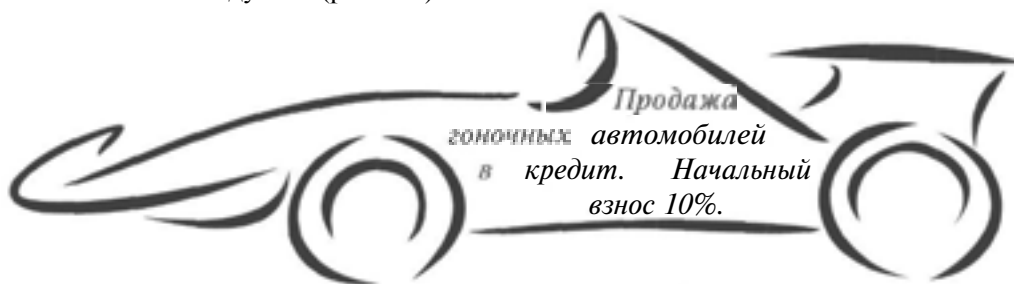 Продажа
гоночных автомобилей
в кредит. Начальный
взнос 10%.